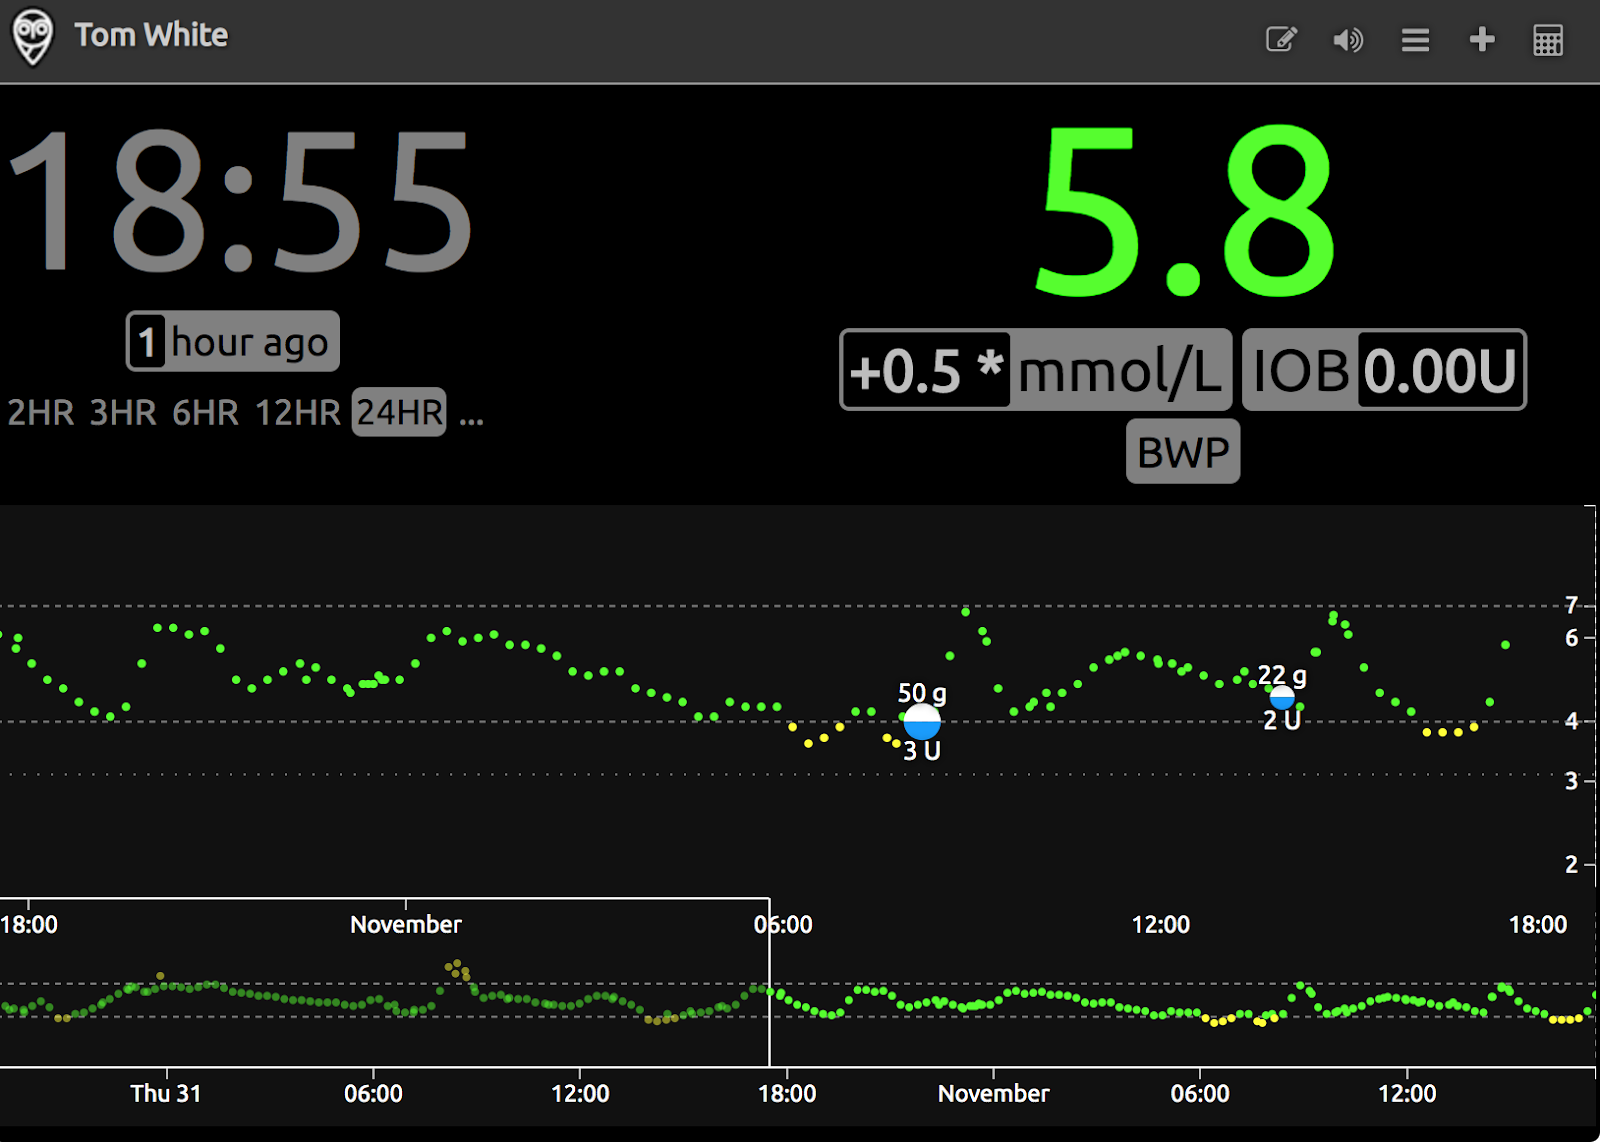 Tom White
18:55
1 hour ago
2HR 3HR 6HR 12HR 24HR ...
5.8
+0.5 * mmol/L IOB 0.00U
BWP
7
6
22 g
50 g
2 U
4
3 U
3
2
18:00 November 06:00 12:00 18:00
Thu 31 06:00 12:00 18:00 November 06:00 12:00